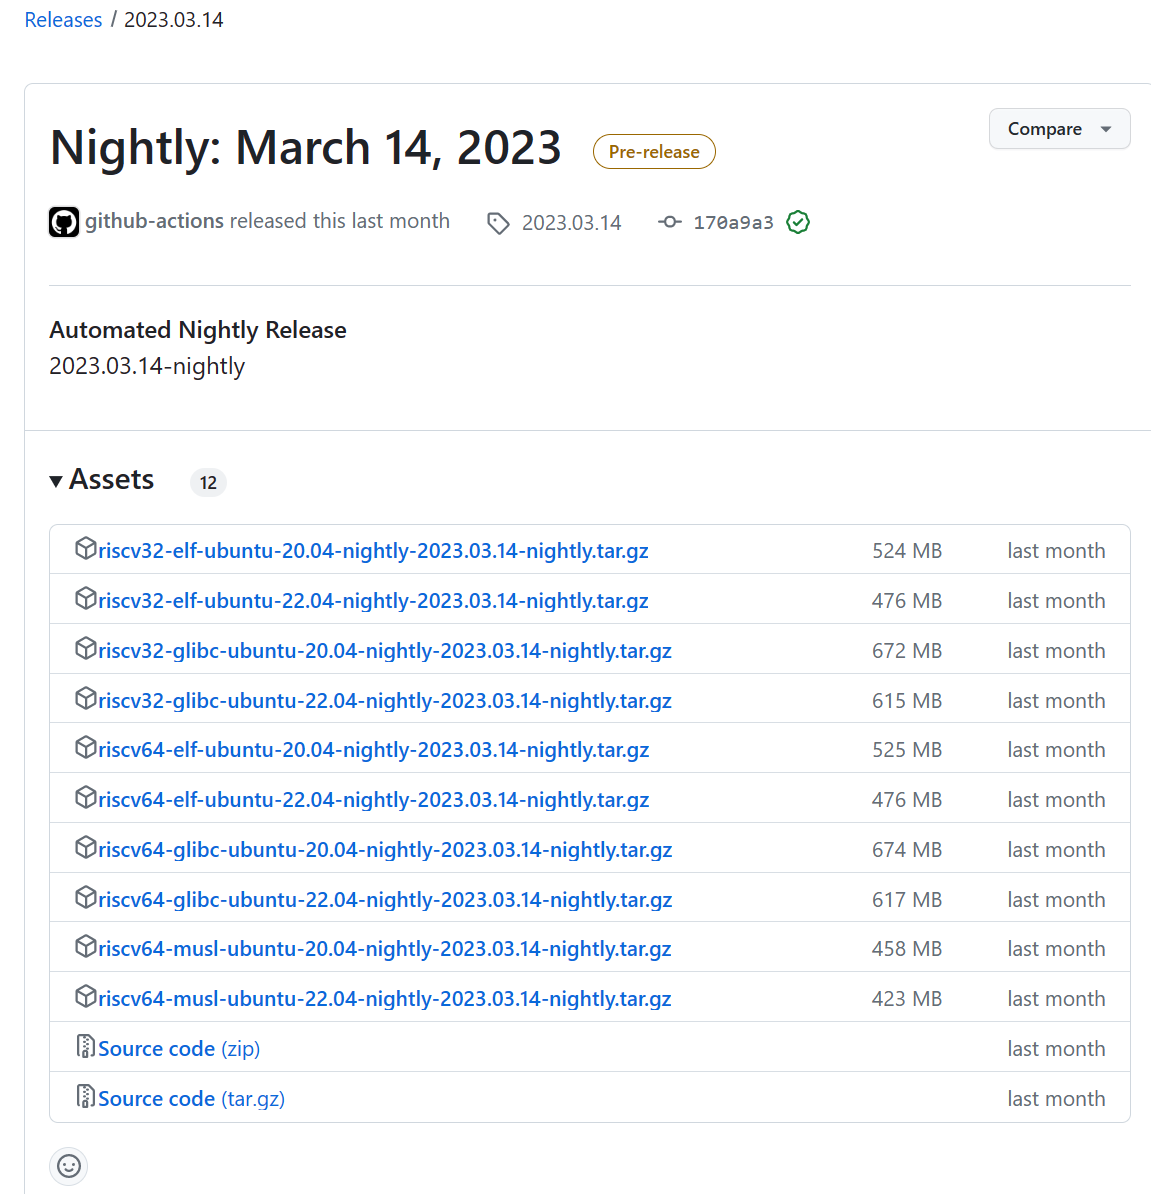 Releases / 2023.03.14
Nightly: March 14, 2023 Pre-release Compare
github-actions released this last month 2023.03.14 170a9a3
Automated Nightly Release
2023.03.14-nightly
Assets 12
riscv32-elf-ubuntu-20.04-nightly-2023.03.14-nightly.tar.gz 524 MB last month
riscv32-elf-ubuntu-22.04-nightly-2023.03.14-nightly.tar.gz 476 MB last month
riscv32-glibc-ubuntu-20.04-nightly-2023.03.14-nightly.tar.gz 672 MB last month
riscv32-glibc-ubuntu-22.04-nightly-2023.03.14-nightly.tar.gz 615 MB last month
riscv64-elf-ubuntu-20.04-nightly-2023.03.14-nightly.tar.gz 525 MB last month
riscv64-elf-ubuntu-22.04-nightly-2023.03.14-nightly.tar.gz 476 MB last month
riscv64-glibc-ubuntu-20.04-nightly-2023.03.14-nightly.tar.gz 674 MB last month
riscv64-glibc-ubuntu-22.04-nightly-2023.03.14-nightly.tar.gz 617 MB last month
riscv64-musl-ubuntu-20.04-nightly-2023.03.14-nightly.tar.gz 458 MB last month
riscv64-musl-ubuntu-22.04-nightly-2023.03.14-nightly.tar.gz 423 MB last month
Source code (zip) last month
Source code (tar.gz) last month